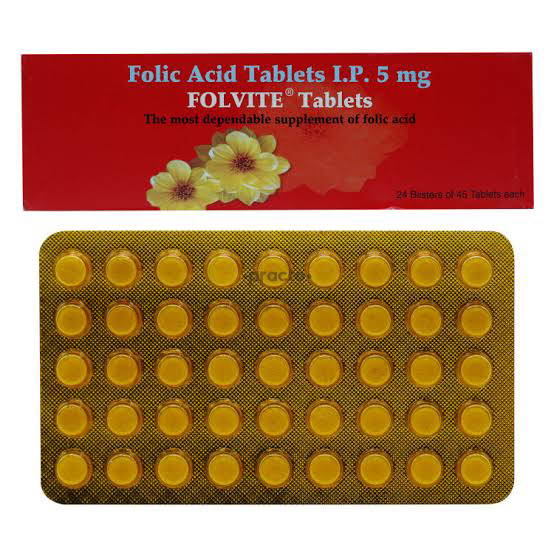 Folic Acid Tablets I.P. 5 mg
FOLVITE® Tablets
The most dependable supplement of folic acid
24 Blisters of 45 Tablets each
•practo•